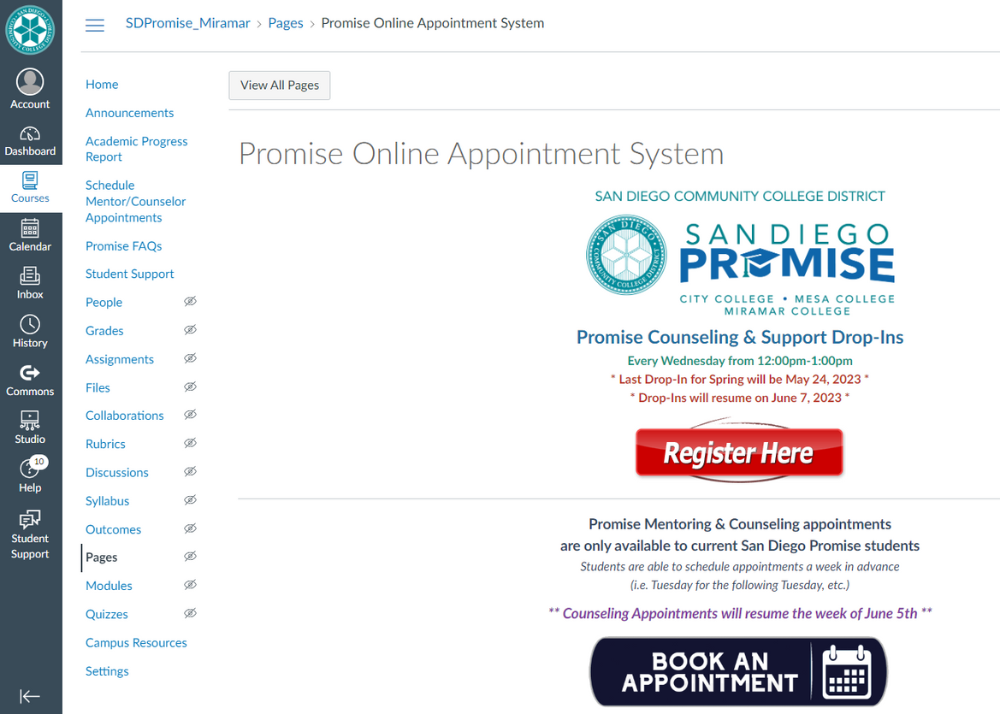 SDPromise_Miramar > Pages > Promise Online Appointment System
Account
Dashboard
Courses
Calendar
Inbox
History
Commons
Studio
10
Help
Student
Support
Home
Announcements
Academic Progress
Report
Schedule
Mentor/Counselor
Appointments
Promise FAQs
Student Support
People
Grades
Assignments
Files
Collaborations
Rubrics
Discussions
Syllabus
Outcomes
Pages
Modules
Quizzes
Campus Resources
Settings
View All Pages
Promise Online Appointment System
SAN DIEGO COMMUNITY COLLEGE DISTRICT
SAN DIEGO
COMMUNITY COLLEGE DISTRICT
SAN DIEGO
PROMISE
CITY COLLEGE • MESA COLLEGE
MIRAMAR COLLEGE
Promise Counseling & Support Drop-Ins
Every Wednesday from 12:00pm-1:00pm
* Last Drop-In for Spring will be May 24, 2023 *
* Drop-Ins will resume on June 7, 2023 *
Register Here
Promise Mentoring & Counseling appointments
are only available to current San Diego Promise students
Students are able to schedule appointments a week in advance
(i.e. Tuesday for the following Tuesday, etc.)
** Counseling Appointments will resume the week of June 5th **
BOOK AN
APPOINTMENT